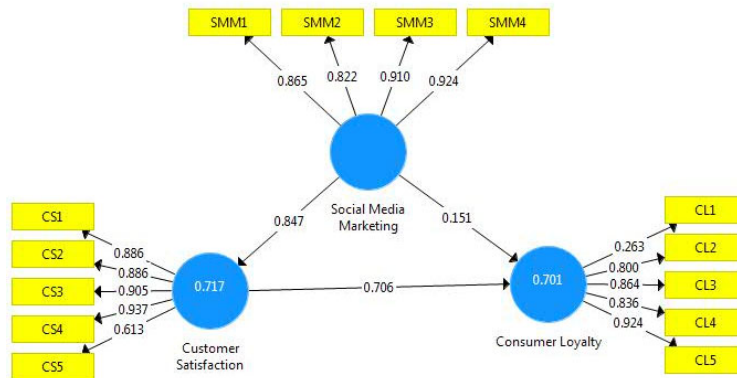 SMM1 SMM2 SMM3 SMM4
0.865 0.822 0.910 0.924
Social Media
Marketing
0.847 0.151
CS1
CS2
CS3
CS4
CS5
0.886
0.886
0.905
0.937
0.613
0.717
Customer
Satisfaction
0.706
0.701
Consumer Loyalty
0.263
0.800
0.864
0.836
0.924
CL1
CL2
CL3
CL4
CL5